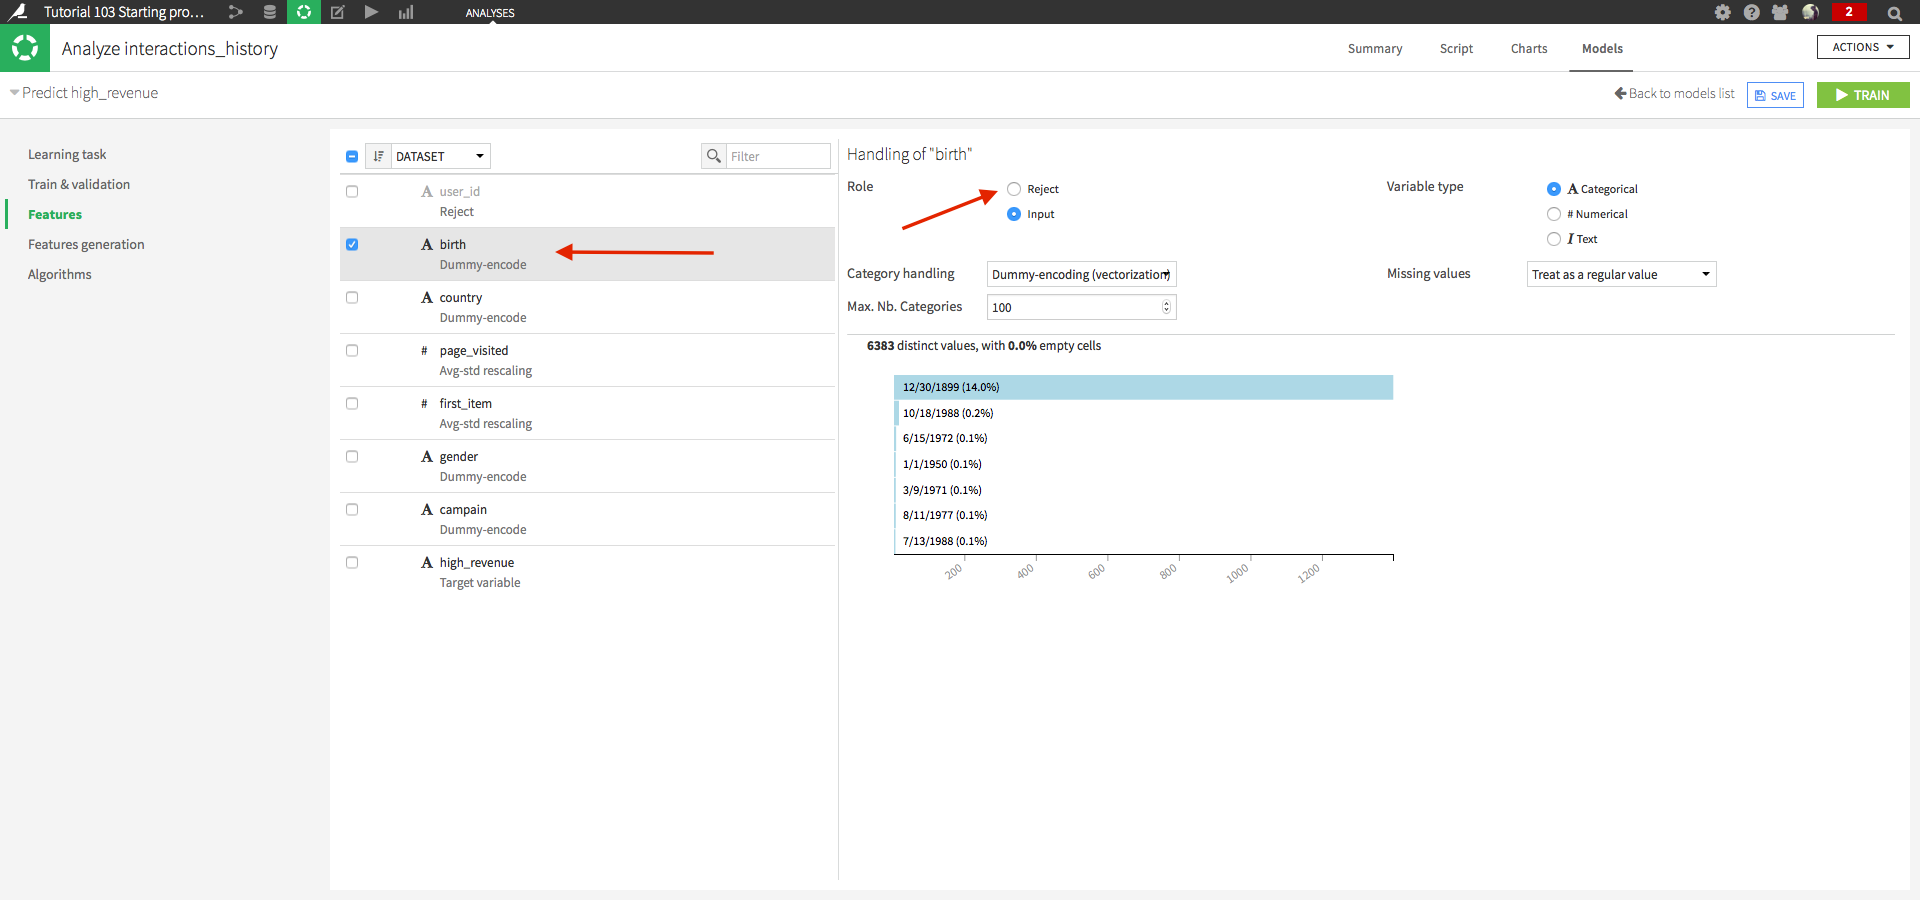 Tutorial 103 Starting pro...
ANALYSES
2
Analyze interactions_history
Summary
Script
Charts
Models
ACTIONS
Predict high_revenue
Back to models list
SAVE
TRAIN
Learning task
Train & validation
Features
Features generation
Algorithms
DATASET
Filter
A user_id
Reject
A birth
Dummy-encode
A country
Dummy-encode
# page_visited
Avg-std rescaling
# first_item
Avg-std rescaling
A gender
Dummy-encode
A campain
Dummy-encode
A high_revenue
Target variable
Handling of "birth"
Role
Reject
Input
Variable type
A Categorical
# Numerical
I Text
Category handling
Dummy-encoding (vectorization)
Missing values
Treat as a regular value
Max. Nb. Categories
100
6383 distinct values, with 0.0% empty cells
12/30/1899 (14.0%)
10/18/1988 (0.2%)
6/15/1972 (0.1%)
1/1/1950 (0.1%)
3/9/1971 (0.1%)
8/11/1977 (0.1%)
7/13/1988 (0.1%)
200 400 600 800 1000 1200